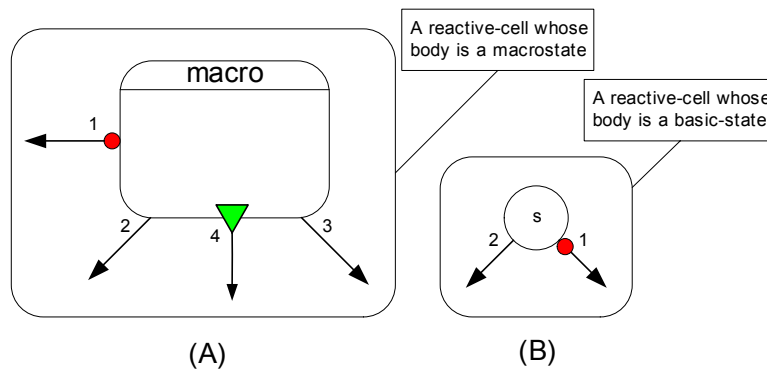 A reactive-cell whose
body is a macrostate
macro
A reactive-cell whose
body is a basic-state
1
s
2
3
4
2
1
(A)
(B)